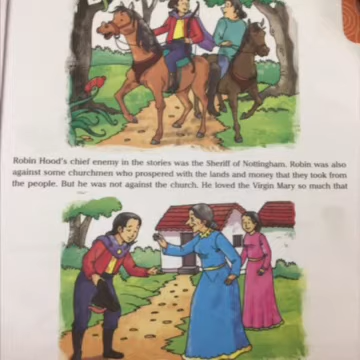 Robin Hood's chief enemy in the stories was the Sheriff of Nottingham. Robin was also
against some churchmen who prospered with the lands and money that they took from
the people. But he was not against the church. He loved the Virgin Mary so much that